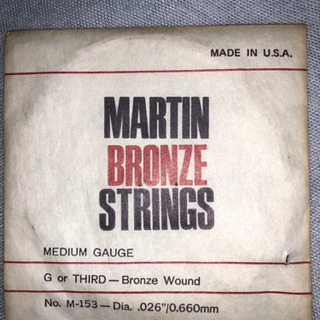 MADE IN U.S.A.
MARTIN
BRONZE
STRINGS
MEDIUM GAUGE
G or THIRD — Bronze Wound
No. M-153 — Dia. .026"/0.660mm